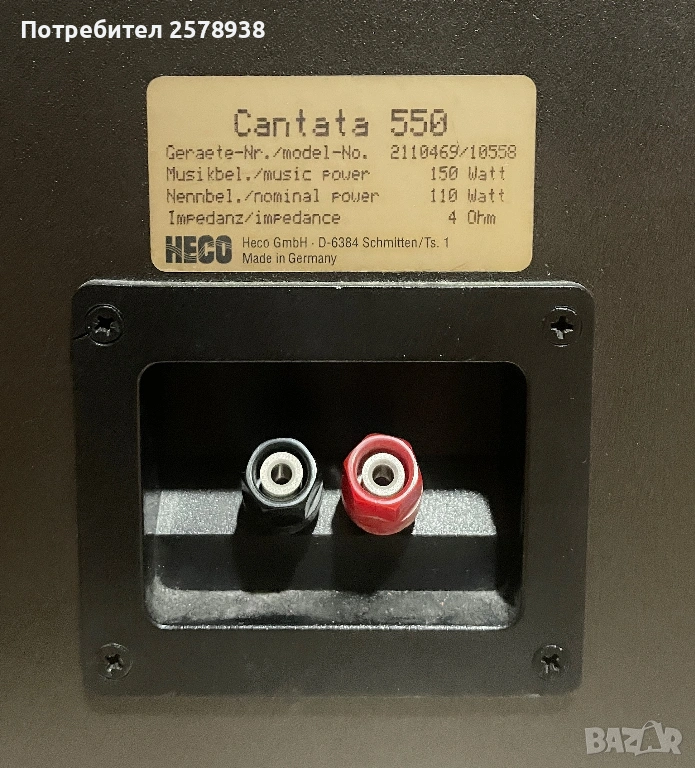 Потребител 2578938
Cantata 550
Geraete-Nr./model-No. 2110469/10558
Musikbel./music power 150 Watt
Nennbel./nominal power 110 Watt
Impedanz/impedance 4 Ohm
HECO Heco GmbH · D-6384 Schmitten/Ts. 1
Made in Germany
BAZAR